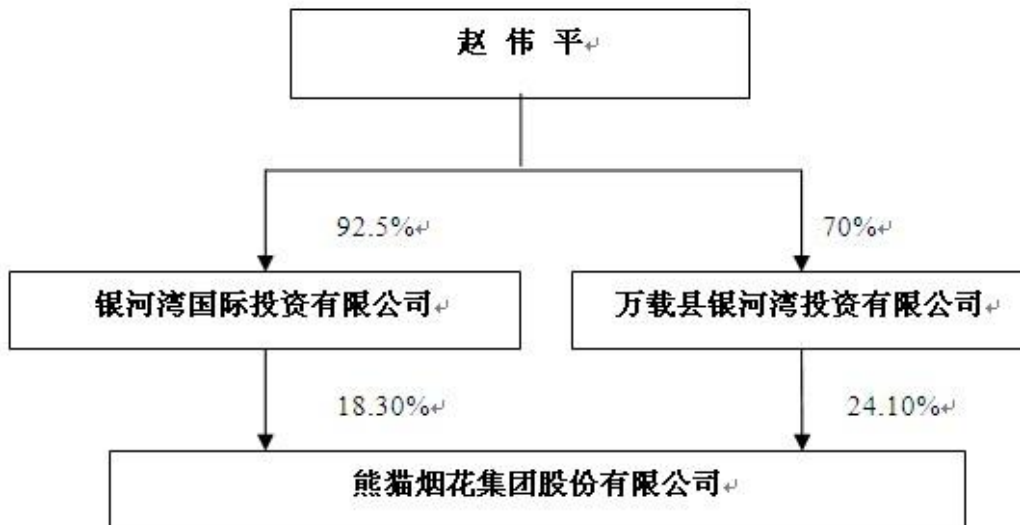 赵 伟 平↵
92.5%↵
70%↵
银河湾国际投资有限公司↵
万载县银河湾投资有限公司↵
18.30%↵
24.10%↵
熊猫烟花集团股份有限公司↵